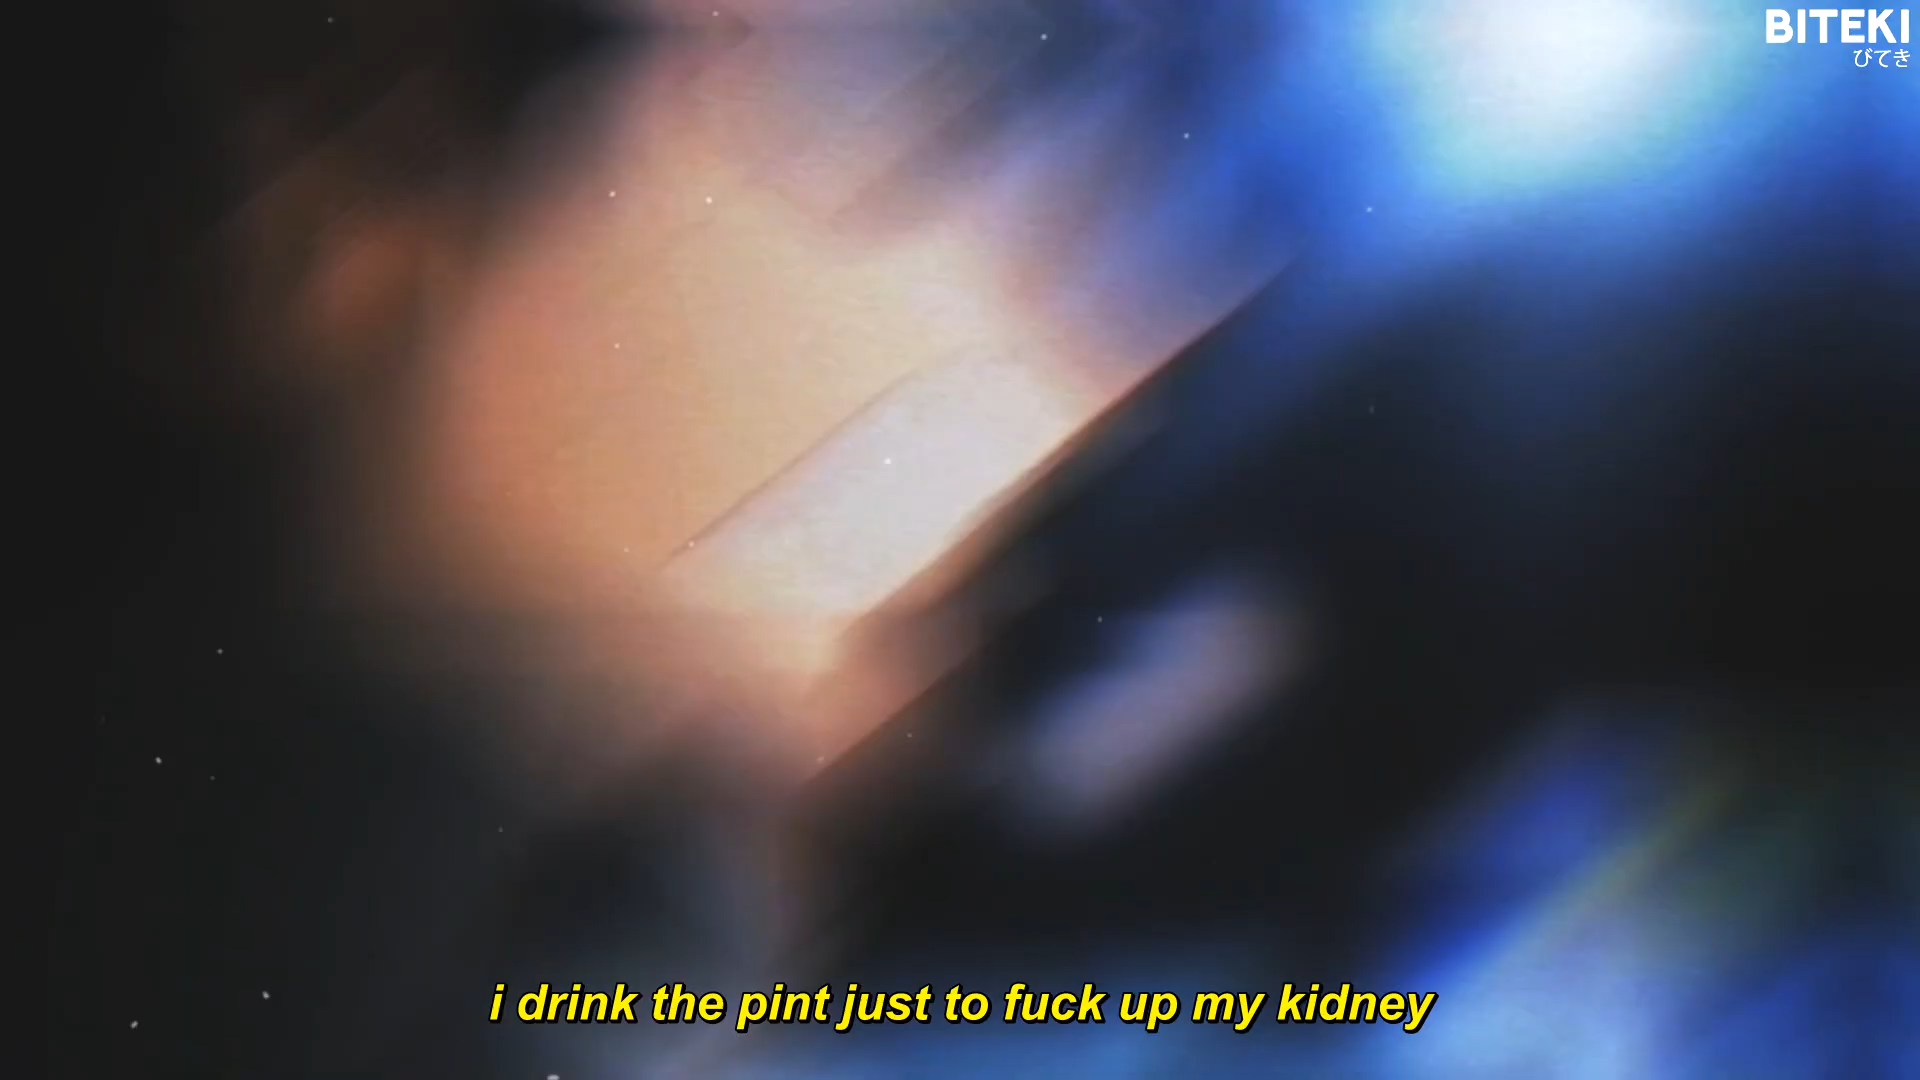 BITEKI
びてき
i drink the pint just to fuck up my kidney